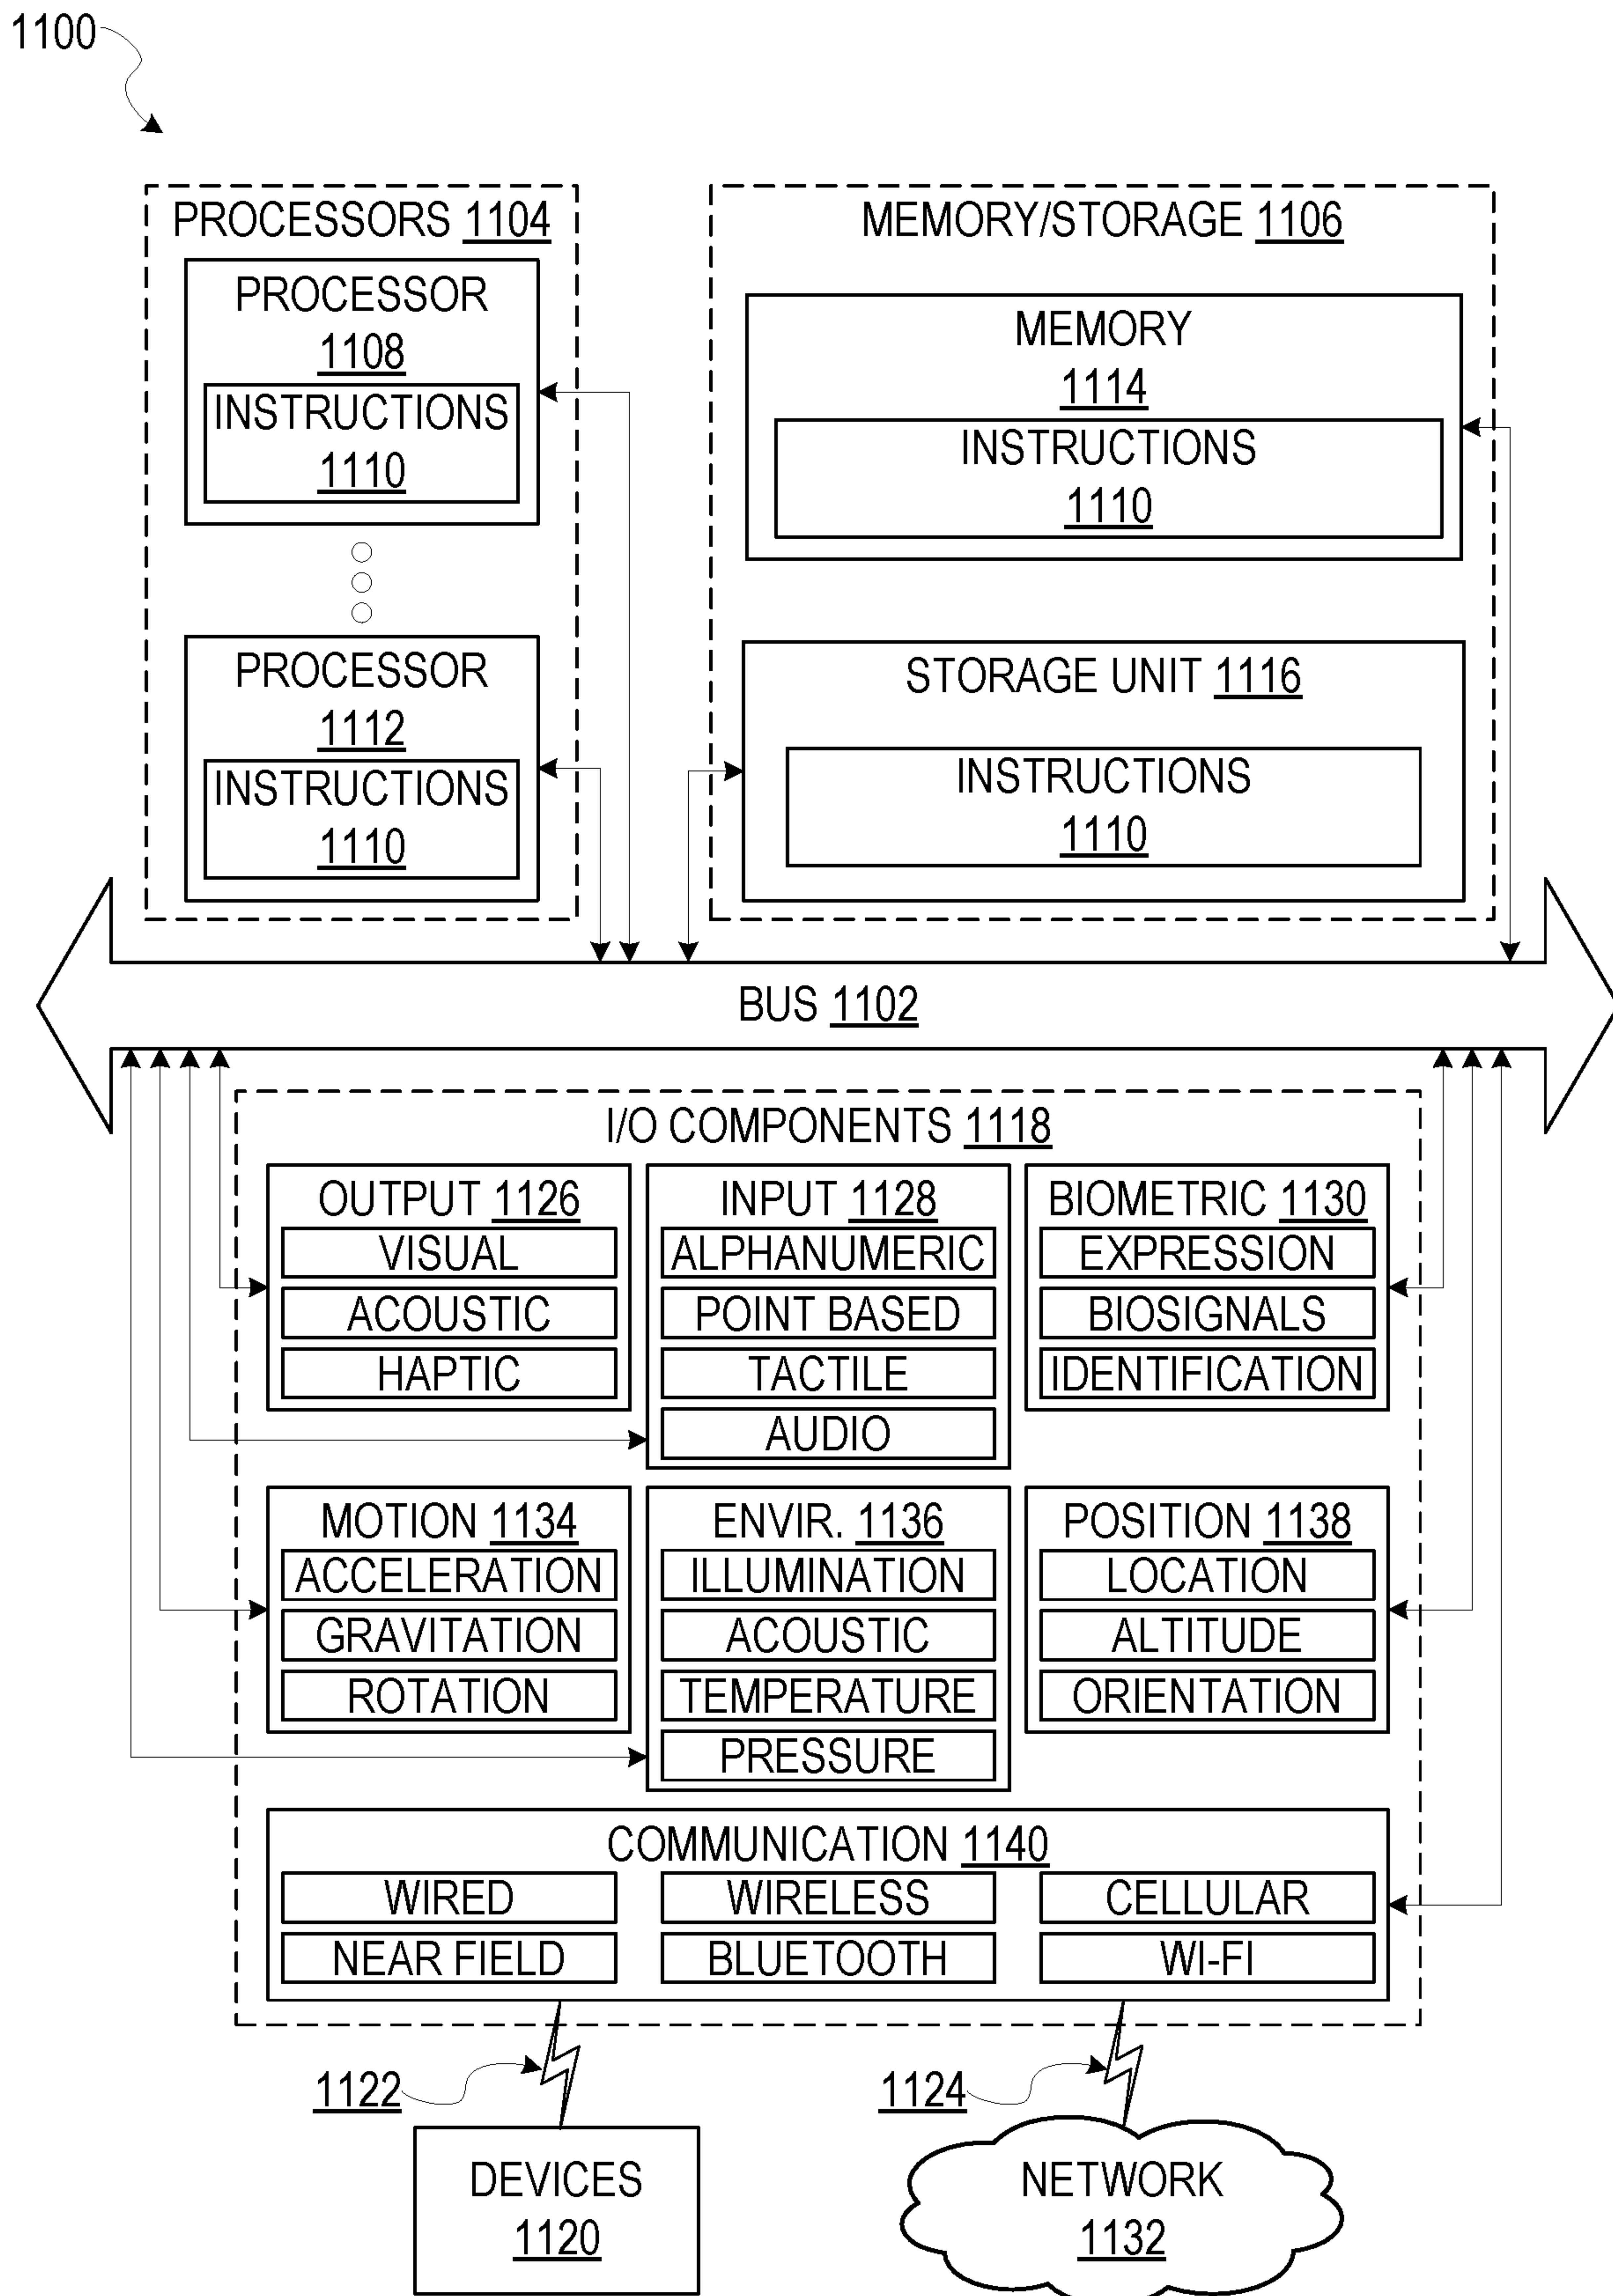 1100
PROCESSORS 1104
PROCESSOR
1108
INSTRUCTIONS
1110
PROCESSOR
1112
INSTRUCTIONS
1110
MEMORY/STORAGE 1106
MEMORY
1114
INSTRUCTIONS
1110
STORAGE UNIT 1116
INSTRUCTIONS
1110
BUS 1102
I/O COMPONENTS 1118
OUTPUT 1126
VISUAL
ACOUSTIC
HAPTIC
INPUT 1128
ALPHANUMERIC
POINT BASED
TACTILE
AUDIO
BIOMETRIC 1130
EXPRESSION
BIOSIGNALS
IDENTIFICATION
MOTION 1134
ACCELERATION
GRAVITATION
ROTATION
ENVIR. 1136
ILLUMINATION
ACOUSTIC
TEMPERATURE
PRESSURE
POSITION 1138
LOCATION
ALTITUDE
ORIENTATION
COMMUNICATION 1140
WIRED
WIRELESS
CELLULAR
NEAR FIELD
BLUETOOTH
WI-FI
1122
1124
DEVICES
1120
NETWORK
1132